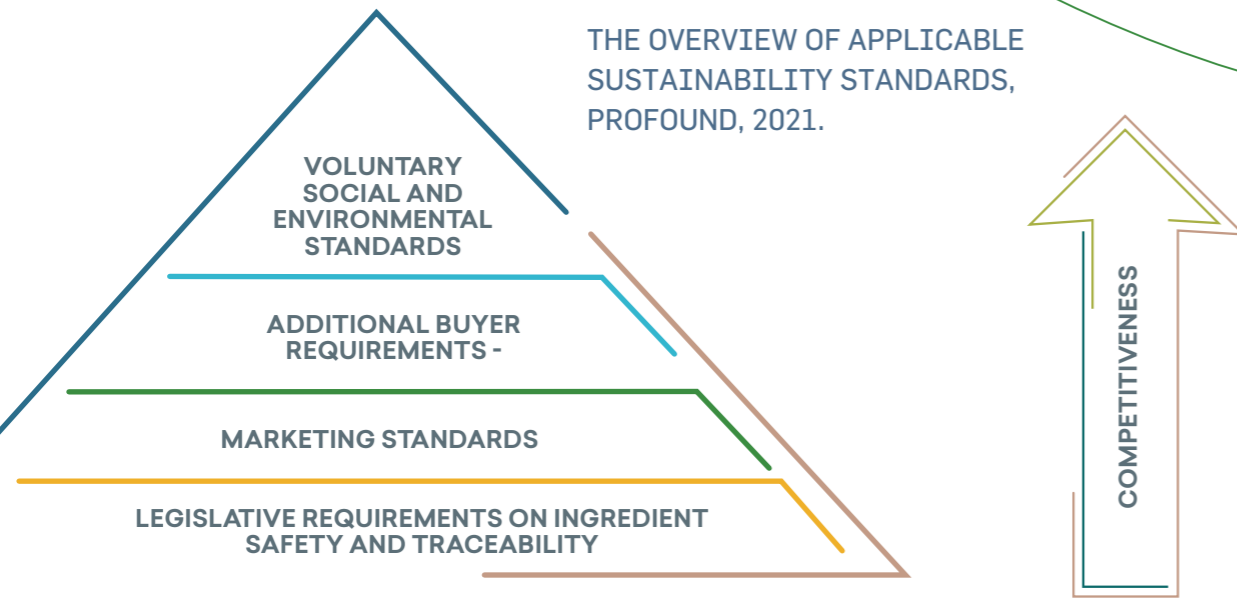 THE OVERVIEW OF APPLICABLE
SUSTAINABILITY STANDARDS,
PROFOUND, 2021.
VOLUNTARY
SOCIAL AND
ENVIRONMENTAL
STANDARDS
ADDITIONAL BUYER
REQUIREMENTS -
MARKETING STANDARDS
LEGISLATIVE REQUIREMENTS ON INGREDIENT
SAFETY AND TRACEABILITY
COMPETITIVENESS